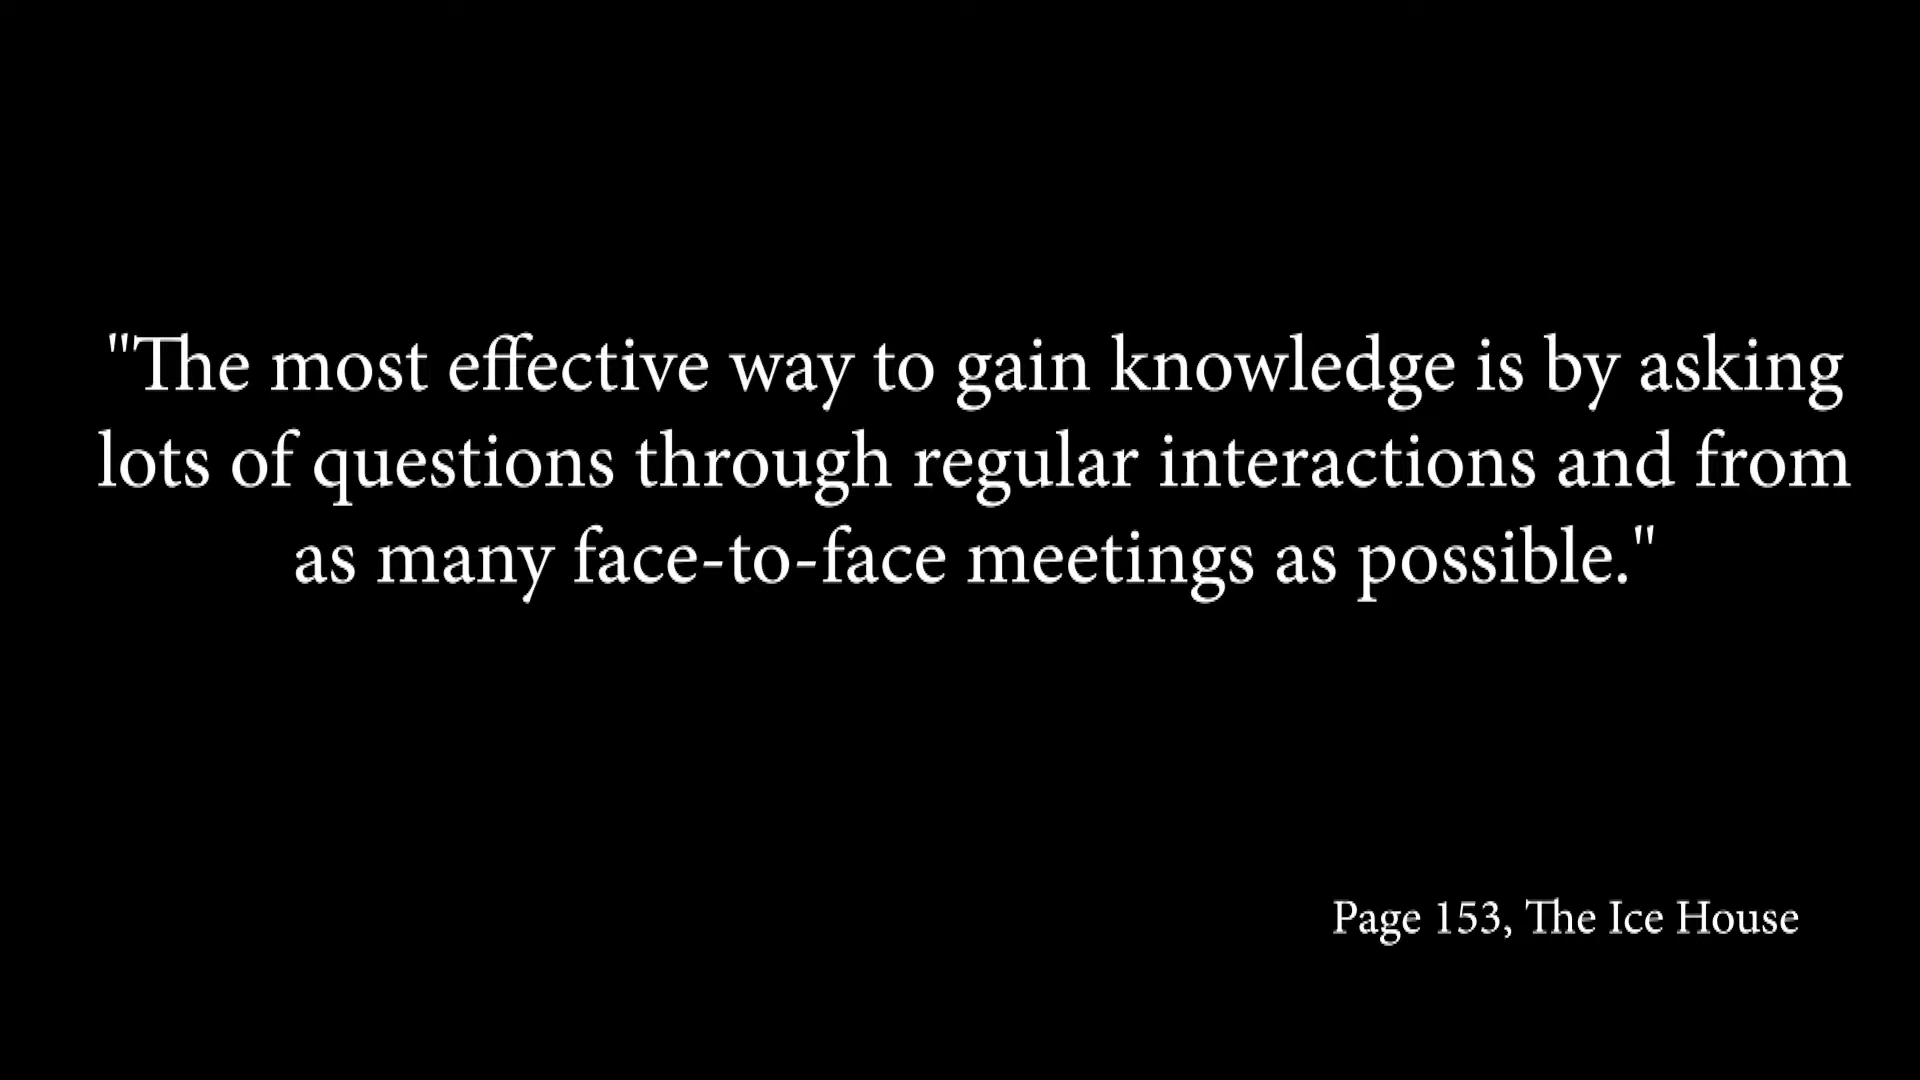 "The most effective way to gain knowledge is by asking
lots of questions through regular interactions and from
as many face-to-face meetings as possible."
Page 153, The Ice House